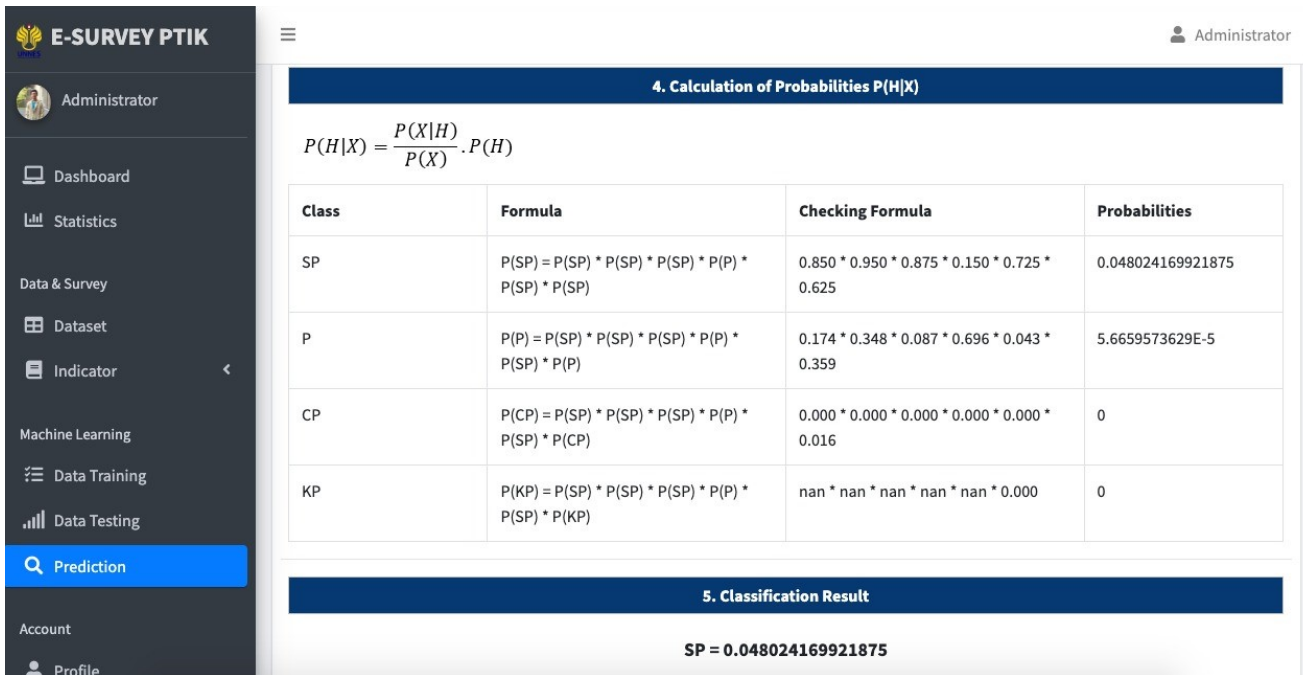 E-SURVEY PTIK
Administrator
Administrator
Dashboard
Statistics
Data & Survey
Dataset
Indicator
Machine Learning
Data Training
Data Testing
Prediction
Account
Profile
4. Calculation of Probabilities P(H|X)
P(H|X) = P(X|H) / P(X) . P(H)
Class Formula Checking Formula Probabilities
SP P(SP) = P(SP) * P(SP) * P(SP) * P(P) * 0.850 * 0.950 * 0.875 * 0.150 * 0.725 * 0.048024169921875
P(SP) * P(SP) 0.625
P P(P) = P(SP) * P(SP) * P(SP) * P(P) * 0.174 * 0.348 * 0.087 * 0.696 * 0.043 * 5.6659573629E-5
P(SP) * P(P) 0.359
CP P(CP) = P(SP) * P(SP) * P(SP) * P(P) * 0.000 * 0.000 * 0.000 * 0.000 * 0.000 * 0
P(SP) * P(CP) 0.016
KP P(KP) = P(SP) * P(SP) * P(SP) * P(P) * nan * nan * nan * nan * nan * 0.000 0
P(SP) * P(KP)
5. Classification Result
SP = 0.048024169921875